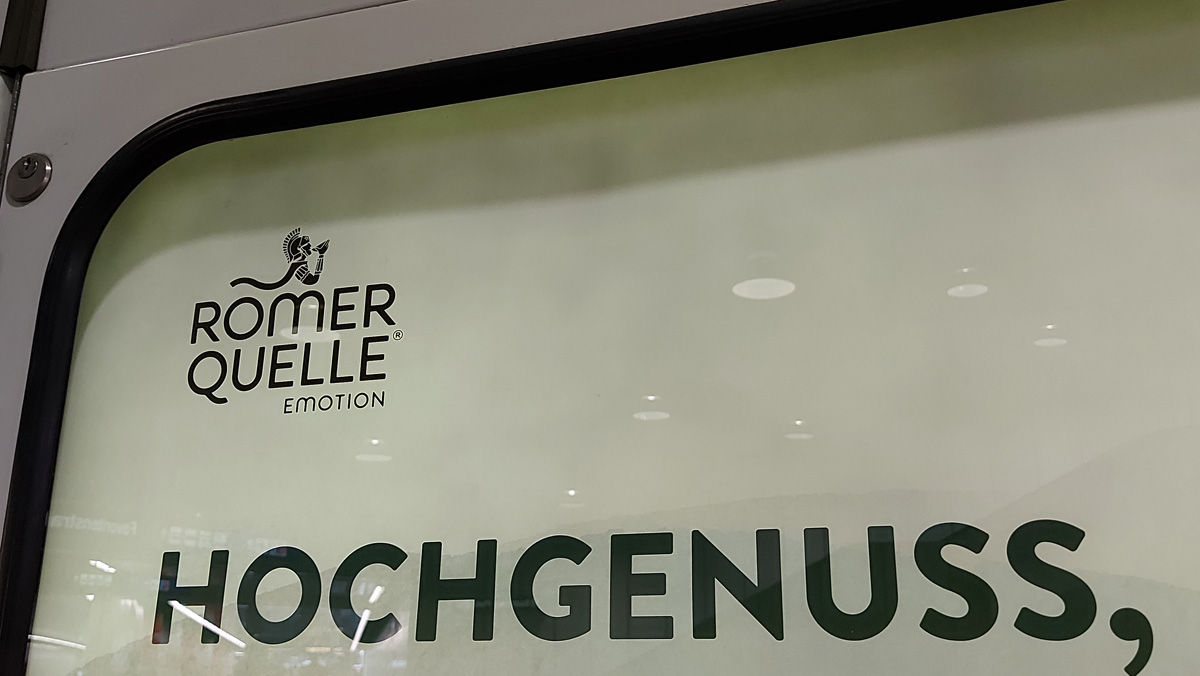 RÖMER
QUELLE®
EMOTION
HOCHGENUSS,